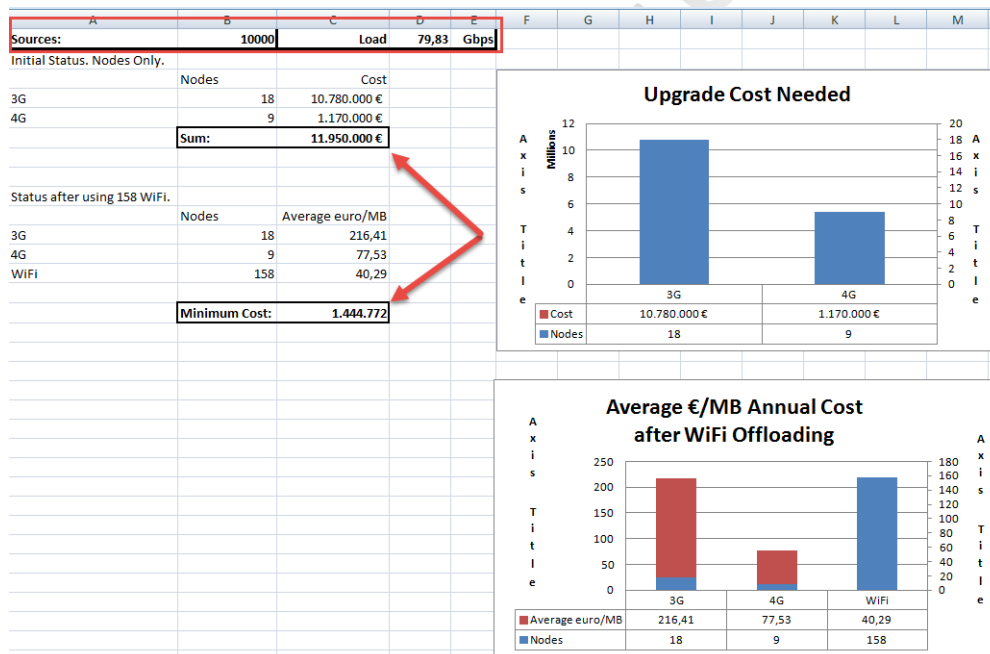 A B C D E F G H I J K L M
Sources: 10000 Load 79,83 Gbps
Initial Status. Nodes Only.
Nodes Cost
3G 18 10.780.000 €
4G 9 1.170.000 €
Sum: 11.950.000 €
Status after using 158 WiFi.
Nodes Average euro/MB
3G 18 216,41
4G 9 77,53
WiFi 158 40,29
Minimum Cost: 1.444.772
Upgrade Cost Needed
Axis Tittle
Millions
12
10
8
6
4
2
0
20
18
16
14
12
10
8
6
4
2
0
Axis Title
3G 4G
Cost 10.780.000 € 1.170.000 €
Nodes 18 9
Average €/MB Annual Cost
after WiFi Offloading
Axis Tittle
250
200
150
100
50
0
180
160
140
120
100
80
60
40
20
0
Axis Title
3G 4G WiFi
Average euro/MB 216,41 77,53 40,29
Nodes 18 9 158